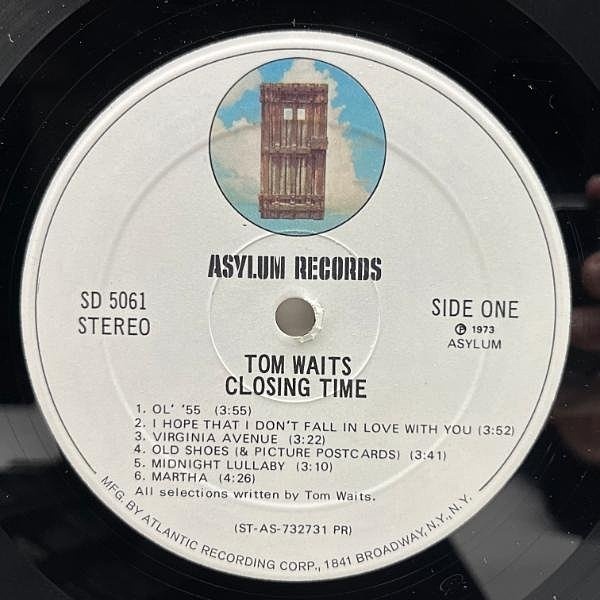 ASYLUM RECORDS
SD 5061
STEREO
SIDE ONE
℗ 1973
ASYLUM
TOM WAITS
CLOSING TIME
1. OL' '55 (3:55)
2. I HOPE THAT I DON'T FALL IN LOVE WITH YOU (3:52)
3. VIRGINIA AVENUE (3:22)
4. OLD SHOES (& PICTURE POSTCARDS) (3:41)
5. MIDNIGHT LULLABY (3:10)
6. MARTHA (4:26)
All selections written by Tom Waits.
(ST-AS-732731 PR)
MFG. BY ATLANTIC RECORDING CORP., 1841 BROADWAY, N.Y., N.Y.